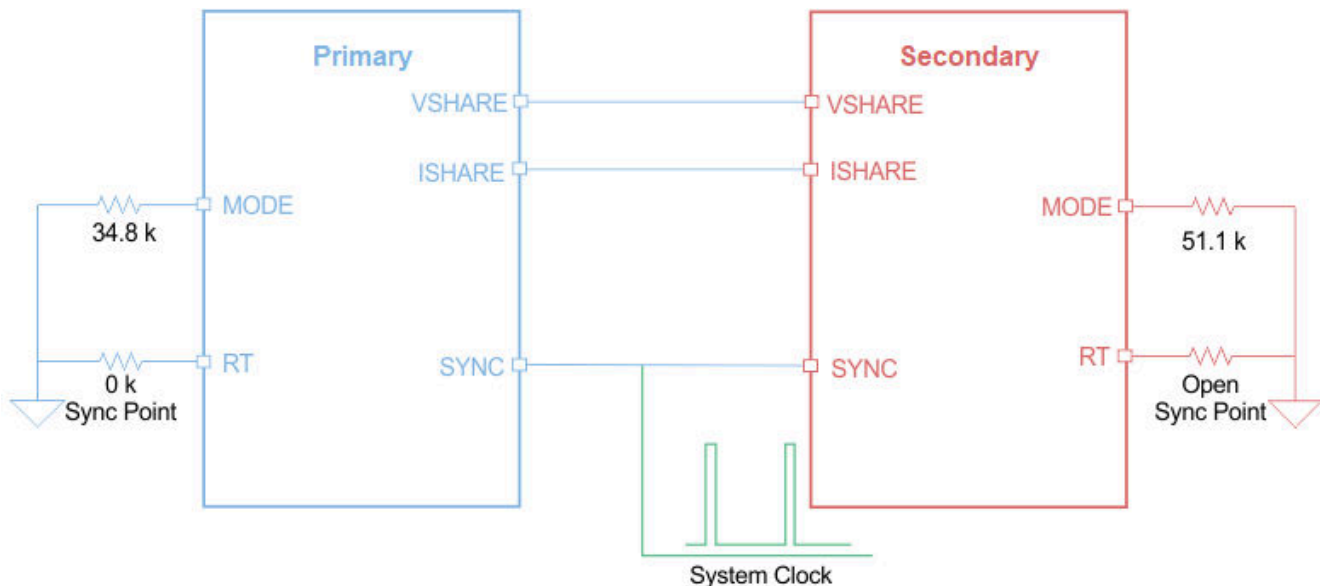 Primary
VSHARE
ISHARE
MODE
34.8 k
RT
0 k
Sync Point
SYNC
Secondary
VSHARE
ISHARE
MODE
51.1 k
SYNC
RT
Open
Sync Point
System Clock